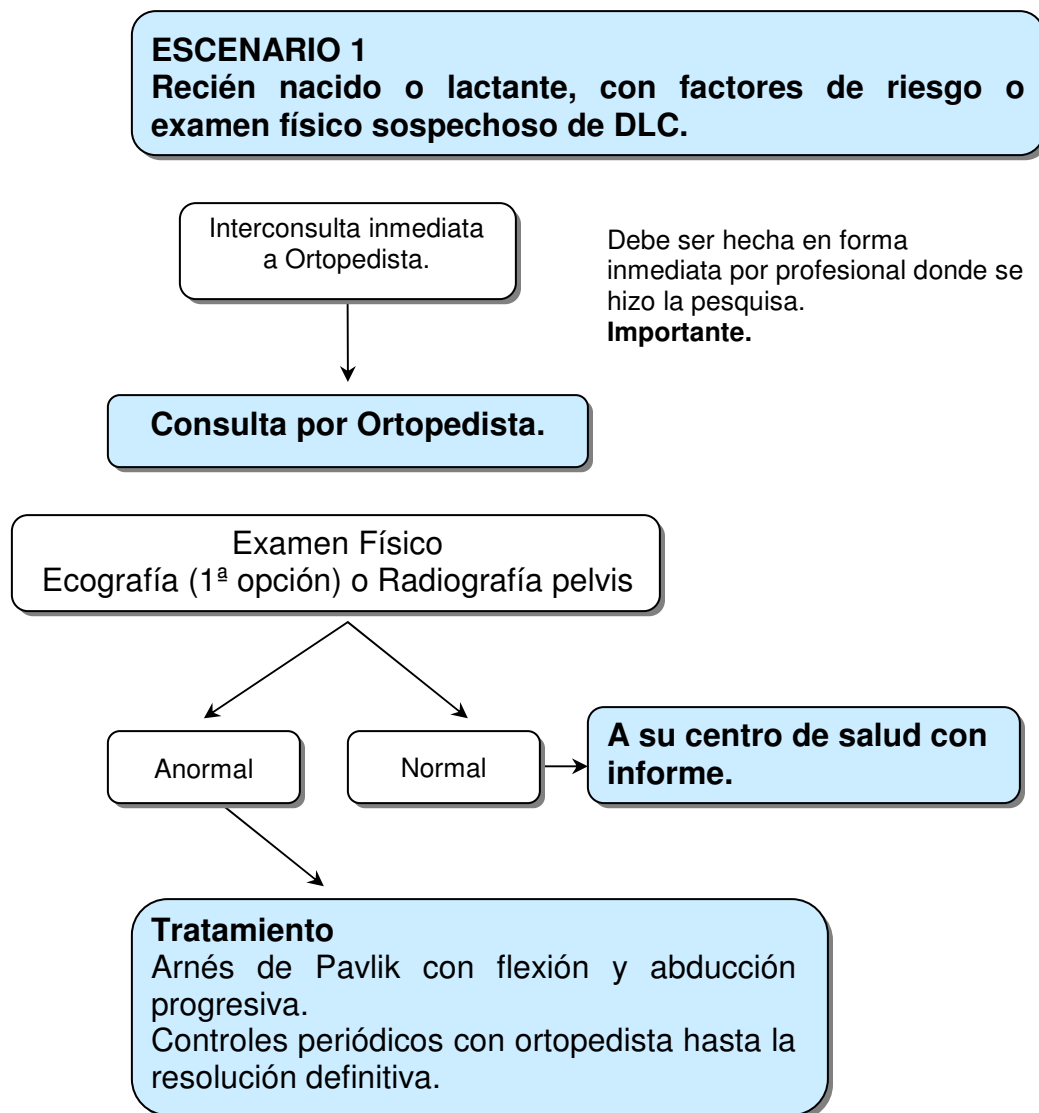 ESCENARIO 1
Recién nacido o lactante, con factores de riesgo o
examen físico sospechoso de DLC.
Interconsulta inmediata
a Ortopedista.
Debe ser hecha en forma
inmediata por profesional donde se
hizo la pesquisa.
Importante.
Consulta por Ortopedista.
Examen Físico
Ecografía (1ª opción) o Radiografía pelvis
Anormal
Normal
A su centro de salud con
informe.
Tratamiento
Arnés de Pavlik con flexión y abducción
progresiva.
Controles periódicos con ortopedista hasta la
resolución definitiva.